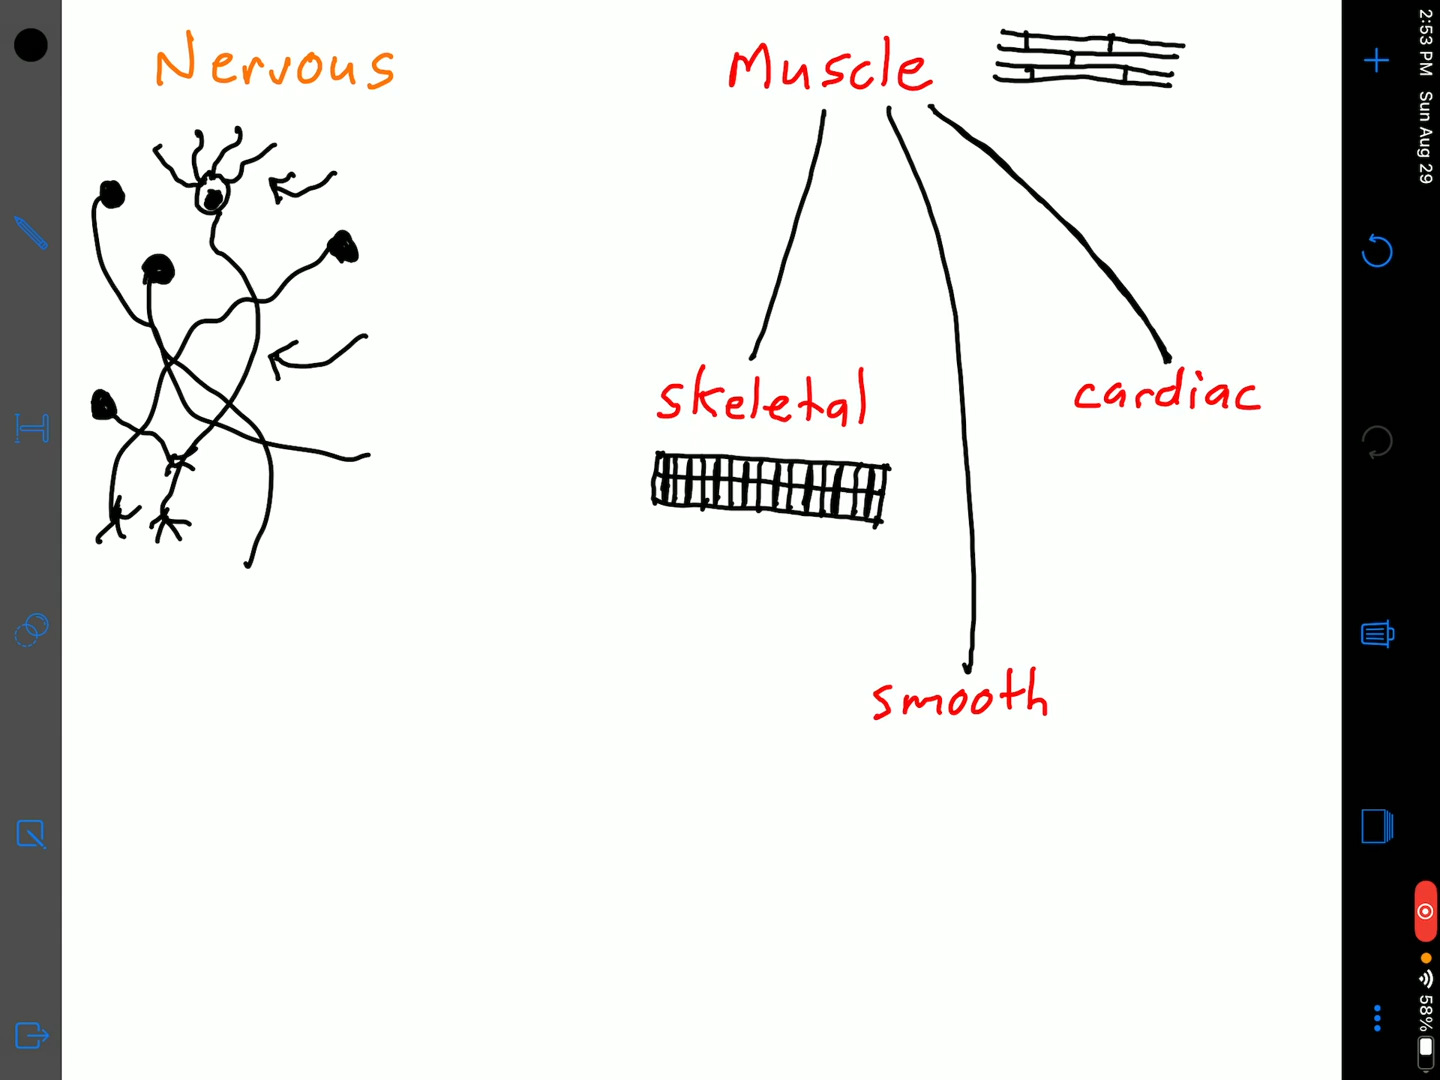 Nervous
Muscle
skeletal
cardiac
smooth
2:53 PM Sun Aug 29
58%